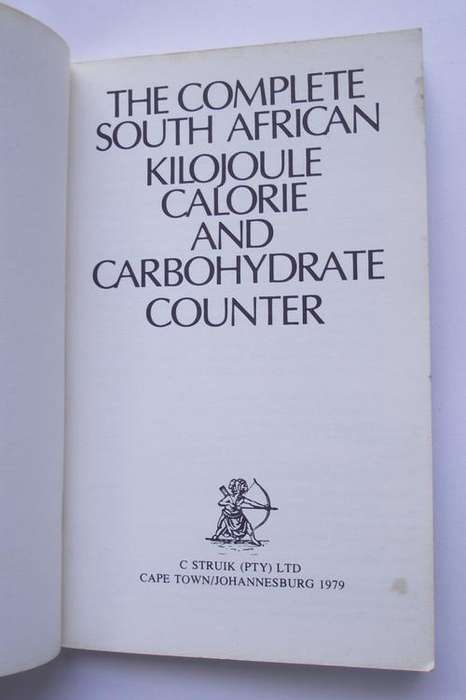 THE COMPLETE
SOUTH AFRICAN
KILOJOULE
CALORIE
AND
CARBOHYDRATE
COUNTER
C STRUIK (PTY) LTD
CAPE TOWN/JOHANNESBURG 1979